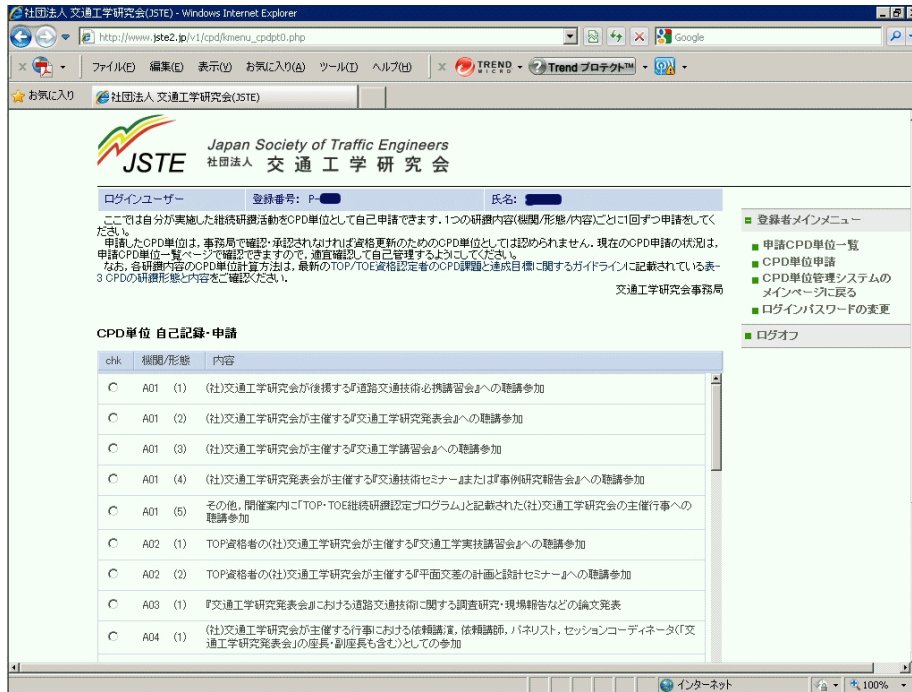 社団法人 交通工学研究会(JSTE) - Windows Internet Explorer
http://www.jste2.jp/v1/cpd/kmenu_cpdpt0.php
Google
ファイル(F) 編集(E) 表示(V) お気に入り(A) ツール(T) ヘルプ(H)
TREND MICRO
Trend プロテクト™
お気に入り
社団法人 交通工学研究会(JSTE)
JSTE
Japan Society of Traffic Engineers
社団法人 交通工学研究会
ログインユーザー 登録番号: P- 氏名:
ここでは自分が実施した継続研鑽活動をCPD単位として自己申請できます．1つの研鑽内容(機関/形態/内容)ごとに1回ずつ申請をしてく
ださい．
申請したCPD単位は，事務局で確認・承認されなければ資格更新のためのCPD単位としては認められません．現在のCPD申請の状況は，
申請CPD単位一覧ページで確認できますので，適宜確認して自己管理するようにしてください．
なお，各研鑽内容のCPD単位計算方法は，最新のTOP/TOE資格認定者のCPD課題と達成目標に関するガイドラインに記載されている表-
3 CPDの研鑽形態と内容をご確認ください．
交通工学研究会事務局
登録者メインメニュー
申請CPD単位一覧
CPD単位申請
CPD単位管理システムの
メインページに戻る
ログインパスワードの変更
ログオフ
CPD単位 自己記録・申請
chk 機関/形態 内容
A01 (1) (社)交通工学研究会が後援する『道路交通技術必携講習会』への聴講参加
A01 (2) (社)交通工学研究会が主催する『交通工学研究発表会』への聴講参加
A01 (3) (社)交通工学研究会が主催する『交通工学講習会』への聴講参加
A01 (4) (社)交通工学研究発表会が主催する『交通技術セミナー』または『事例研究報告会』への聴講参加
A01 (5) その他，開催案内に「TOP・TOE継続研鑽認定プログラム」と記載された(社)交通工学研究会の主催行事への
聴講参加
A02 (1) TOP資格者の(社)交通工学研究会が主催する『交通工学実技講習会』への聴講参加
A02 (2) TOP資格者の(社)交通工学研究会が主催する『平面交差の計画と設計セミナー』への聴講参加
A03 (1) 『交通工学研究発表会』における道路交通技術に関する調査研究・現場報告などの論文発表
A04 (1) (社)交通工学研究会が主催する行事における依頼講演，依頼講師，パネリスト，セッションコーディネータ(「交
通工学研究発表会」の座長・副座長も含む)としての参加
インターネット
100%